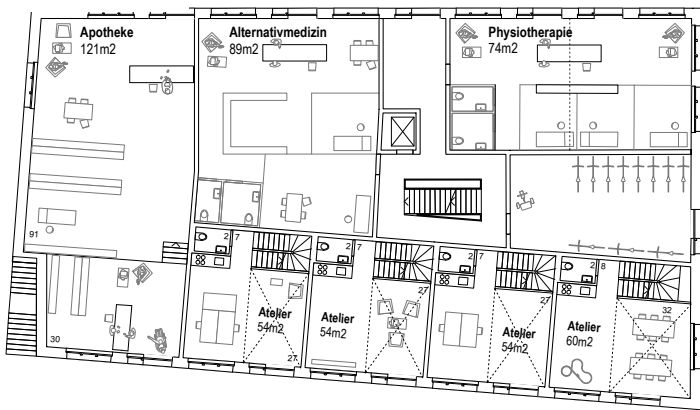 Apotheke
121m2
Alternativmedizin
89m2
Physiotherapie
74m2
91
30
2 7
2 7
2 7
2 8
Atelier
54m2
27
Atelier
54m2
27
Atelier
54m2
27
Atelier
60m2
32